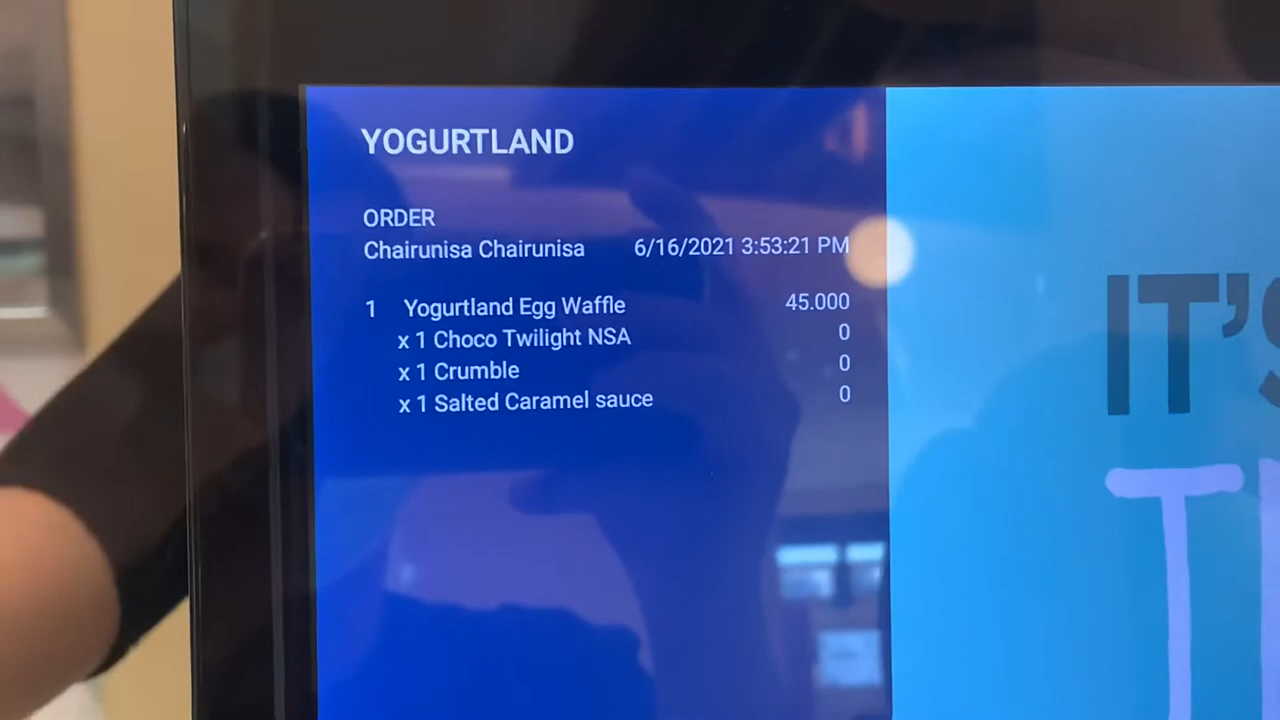 YOGURTLAND
ORDER
Chairunisa Chairunisa 6/16/2021 3:53:21 PM
1 Yogurtland Egg Waffle 45.000
x 1 Choco Twilight NSA 0
x 1 Crumble 0
x 1 Salted Caramel sauce 0
IT'S